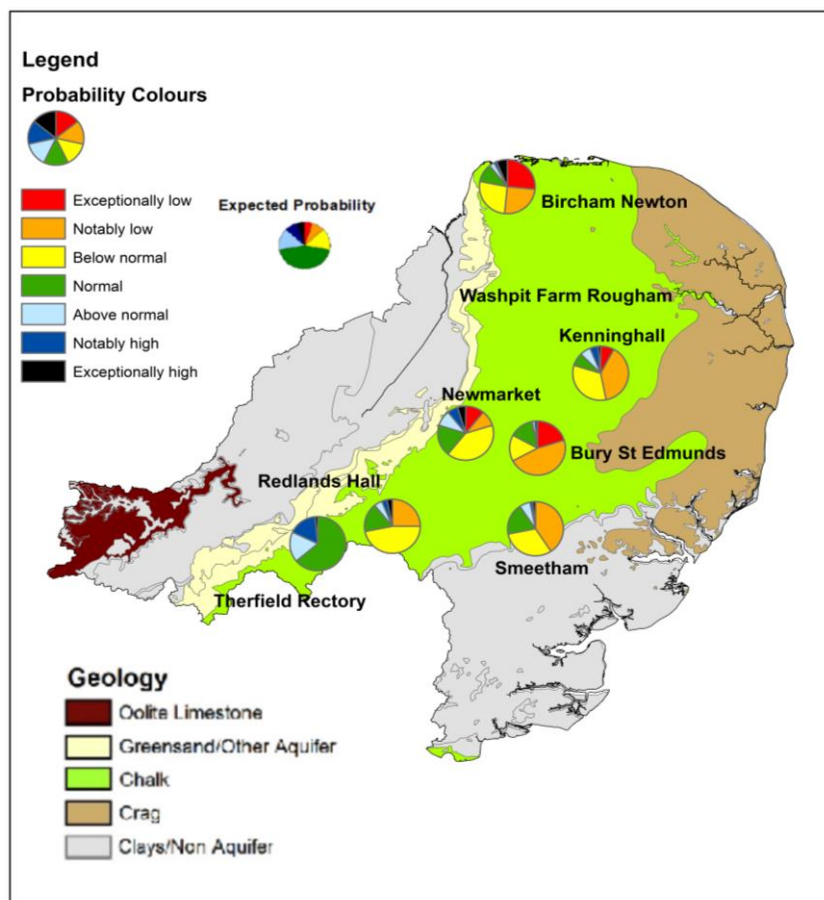 Legend
Probability Colours
Exceptionally low
Notably low
Below normal
Normal
Above normal
Notably high
Exceptionally high
Expected Probability
Bircham Newton
Washpit Farm Rougham
Kenninghall
Newmarket
Bury St Edmunds
Redlands Hall
Smeetham
Therfield Rectory
Geology
Oolite Limestone
Greensand/Other Aquifer
Chalk
Crag
Clays/Non Aquifer